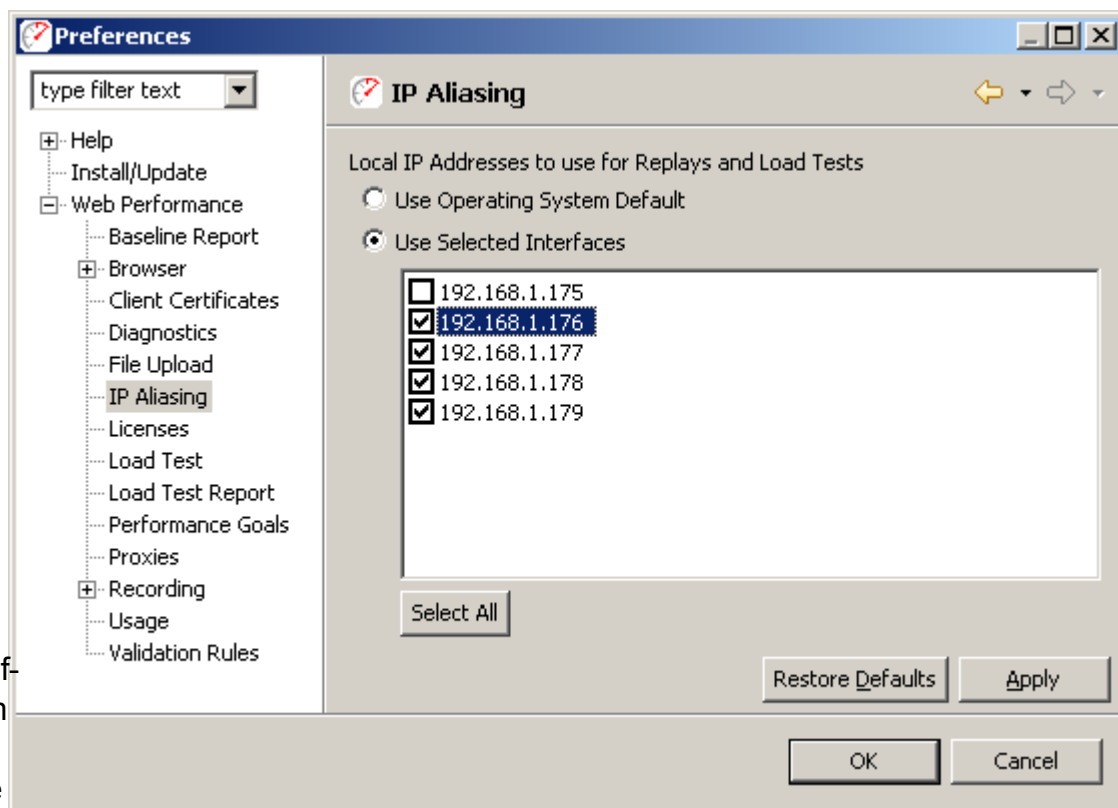 Preferences
type filter text
IP Aliasing
Help
Install/Update
Web Performance
Baseline Report
Browser
Client Certificates
Diagnostics
File Upload
IP Aliasing
Licenses
Load Test
Load Test Report
Performance Goals
Proxies
Recording
Usage
Validation Rules
Local IP Addresses to use for Replays and Load Tests
Use Operating System Default
Use Selected Interfaces
192.168.1.175
192.168.1.176
192.168.1.177
192.168.1.178
192.168.1.179
Select All
Restore Defaults
Apply
OK
Cancel